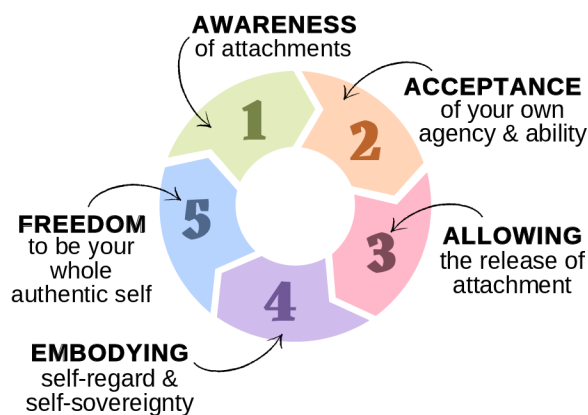 AWARENESS
of attachments
1
2
ACCEPTANCE
of your own
agency & ability
3
ALLOWING
the release of
attachment
4
EMBODYING
self-regard &
self-sovereignty
5
FREEDOM
to be your
whole
authentic self